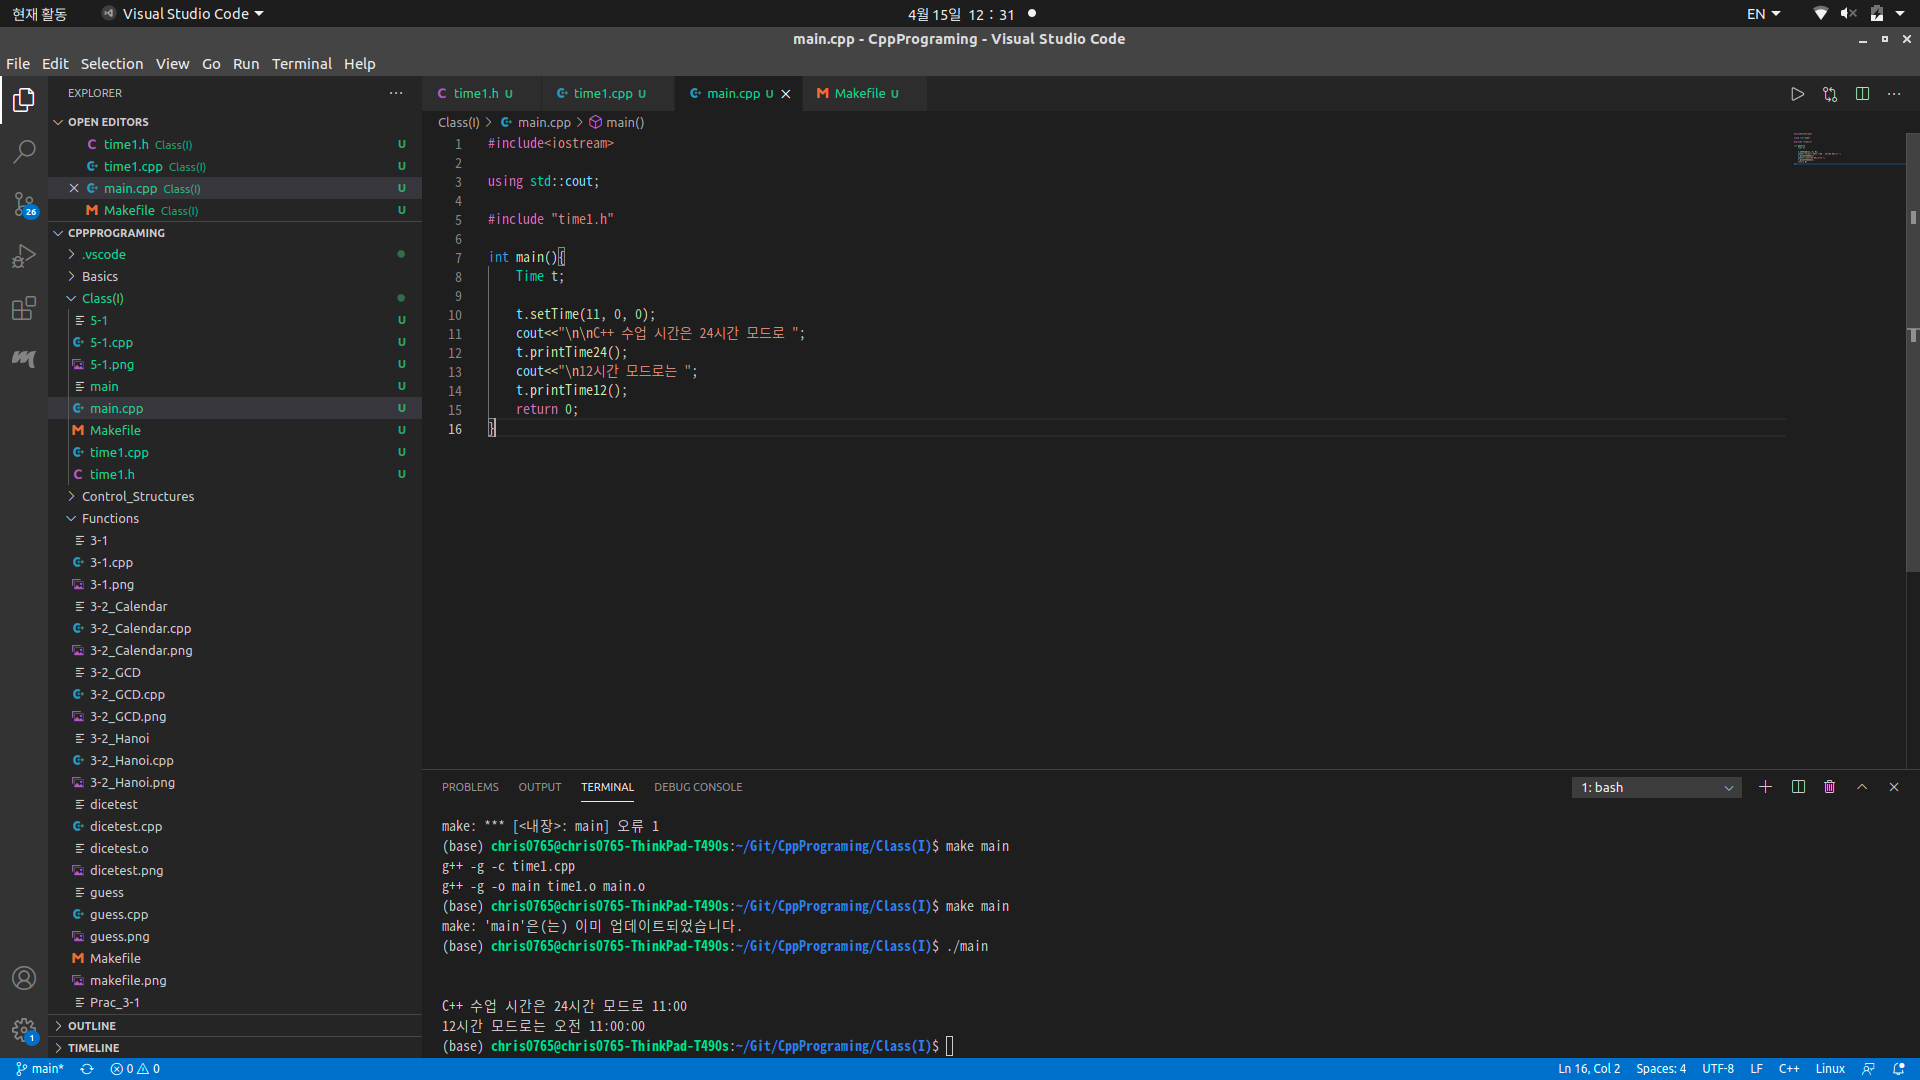 현재 활동 Visual Studio Code 4월 15일 12 : 31 EN
main.cpp - CppPrograming - Visual Studio Code
File Edit Selection View Go Run Terminal Help
EXPLORER
OPEN EDITORS
time1.h Class(I) U
time1.cpp Class(I) U
main.cpp Class(I) U
Makefile Class(I) U
26
CPPPROGRAMING
.vscode
Basics
Class(I)
5-1 U
5-1.cpp U
5-1.png U
main U
main.cpp U
Makefile U
time1.cpp U
time1.h U
Control_Structures
Functions
3-1
3-1.cpp
3-1.png
3-2_Calendar
3-2_Calendar.cpp
3-2_Calendar.png
3-2_GCD
3-2_GCD.cpp
3-2_GCD.png
3-2_Hanoi
3-2_Hanoi.cpp
3-2_Hanoi.png
dicetest
dicetest.cpp
dicetest.o
dicetest.png
guess
guess.cpp
guess.png
Makefile
makefile.png
Prac_3-1
OUTLINE
1
TIMELINE
time1.h U time1.cpp U main.cpp U Makefile U
Class(I) > main.cpp > main()
1 #include<iostream>
2
3 using std::cout;
4
5 #include "time1.h"
6
7 int main(){
8 Time t;
9
10 t.setTime(11, 0, 0);
11 cout<<"\n\nC++ 수업 시간은 24시간 모드로 ";
12 t.printTime24();
13 cout<<"\n12시간 모드로는 ";
14 t.printTime12();
15 return 0;
16 }
PROBLEMS OUTPUT TERMINAL DEBUG CONSOLE 1: bash
make: *** [<내장>: main] 오류 1
(base) chris0765@chris0765-ThinkPad-T490s:~/Git/CppPrograming/Class(I)$ make main
g++ -g -c time1.cpp
g++ -g -o main time1.o main.o
(base) chris0765@chris0765-ThinkPad-T490s:~/Git/CppPrograming/Class(I)$ make main
make: 'main'은(는) 이미 업데이트되었습니다.
(base) chris0765@chris0765-ThinkPad-T490s:~/Git/CppPrograming/Class(I)$ ./main
C++ 수업 시간은 24시간 모드로 11:00
12시간 모드로는 오전 11:00:00
(base) chris0765@chris0765-ThinkPad-T490s:~/Git/CppPrograming/Class(I)$
main* 0 0 Ln 16, Col 2 Spaces: 4 UTF-8 LF C++ Linux